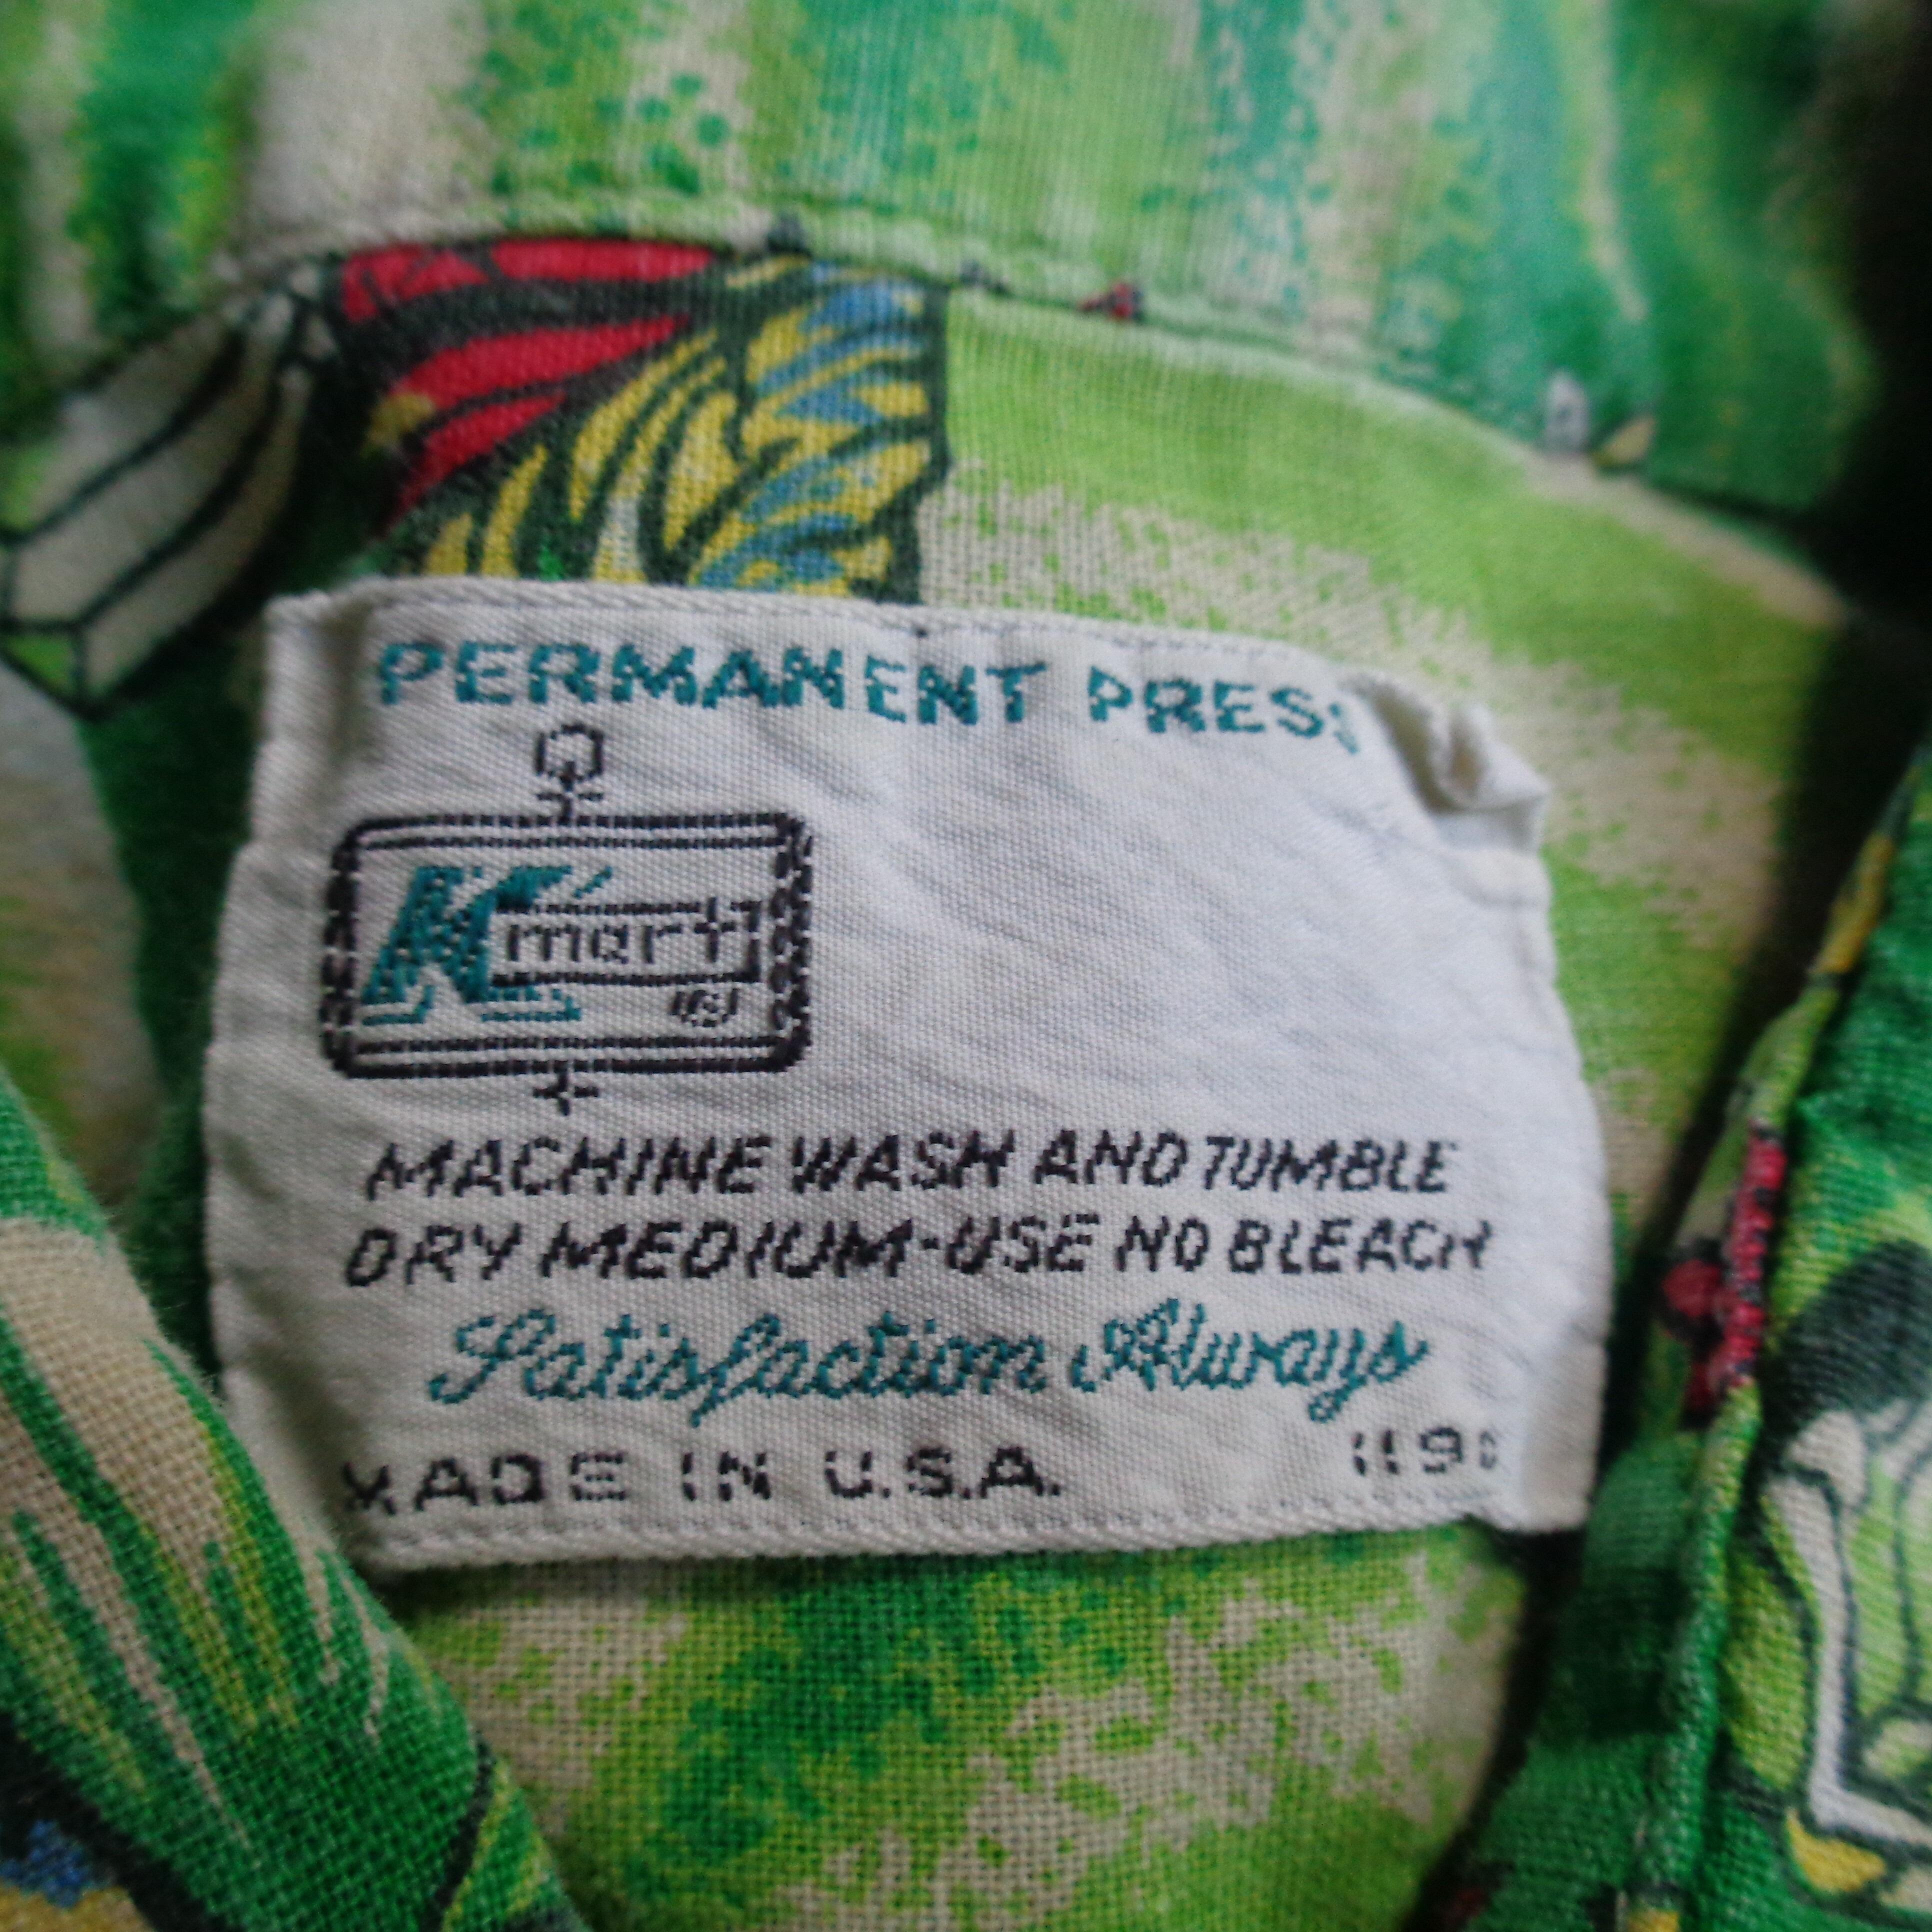 PERMANENT PRESS
Kmart ®
MACHINE WASH AND TUMBLE
DRY MEDIUM-USE NO BLEACH
Satisfaction Always
MADE IN U.S.A.